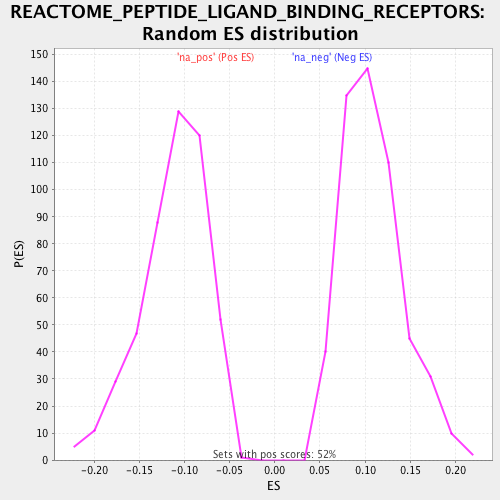 REACTOME_PEPTIDE_LIGAND_BINDING_RECEPTORS:
Random ES distribution
'na_pos' (Pos ES) 'na_neg' (Neg ES)
150
140
130
120
110
100
90
80
70
60
50
40
30
20
10
0
P(ES)
Sets with pos scores: 52%
-0.20 -0.15 -0.10 -0.05 0.00 0.05 0.10 0.15 0.20
ES